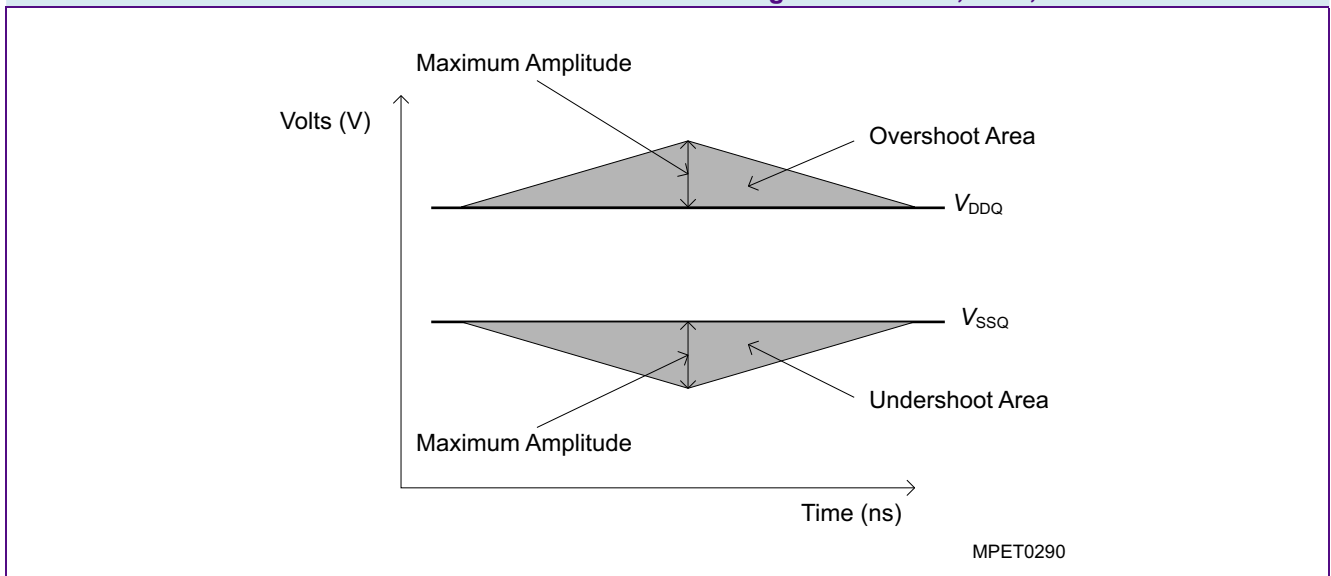 Maximum Amplitude
Volts (V)
Overshoot Area
VDDQ
VSSQ
Undershoot Area
Maximum Amplitude
Time (ns)
MPET0290